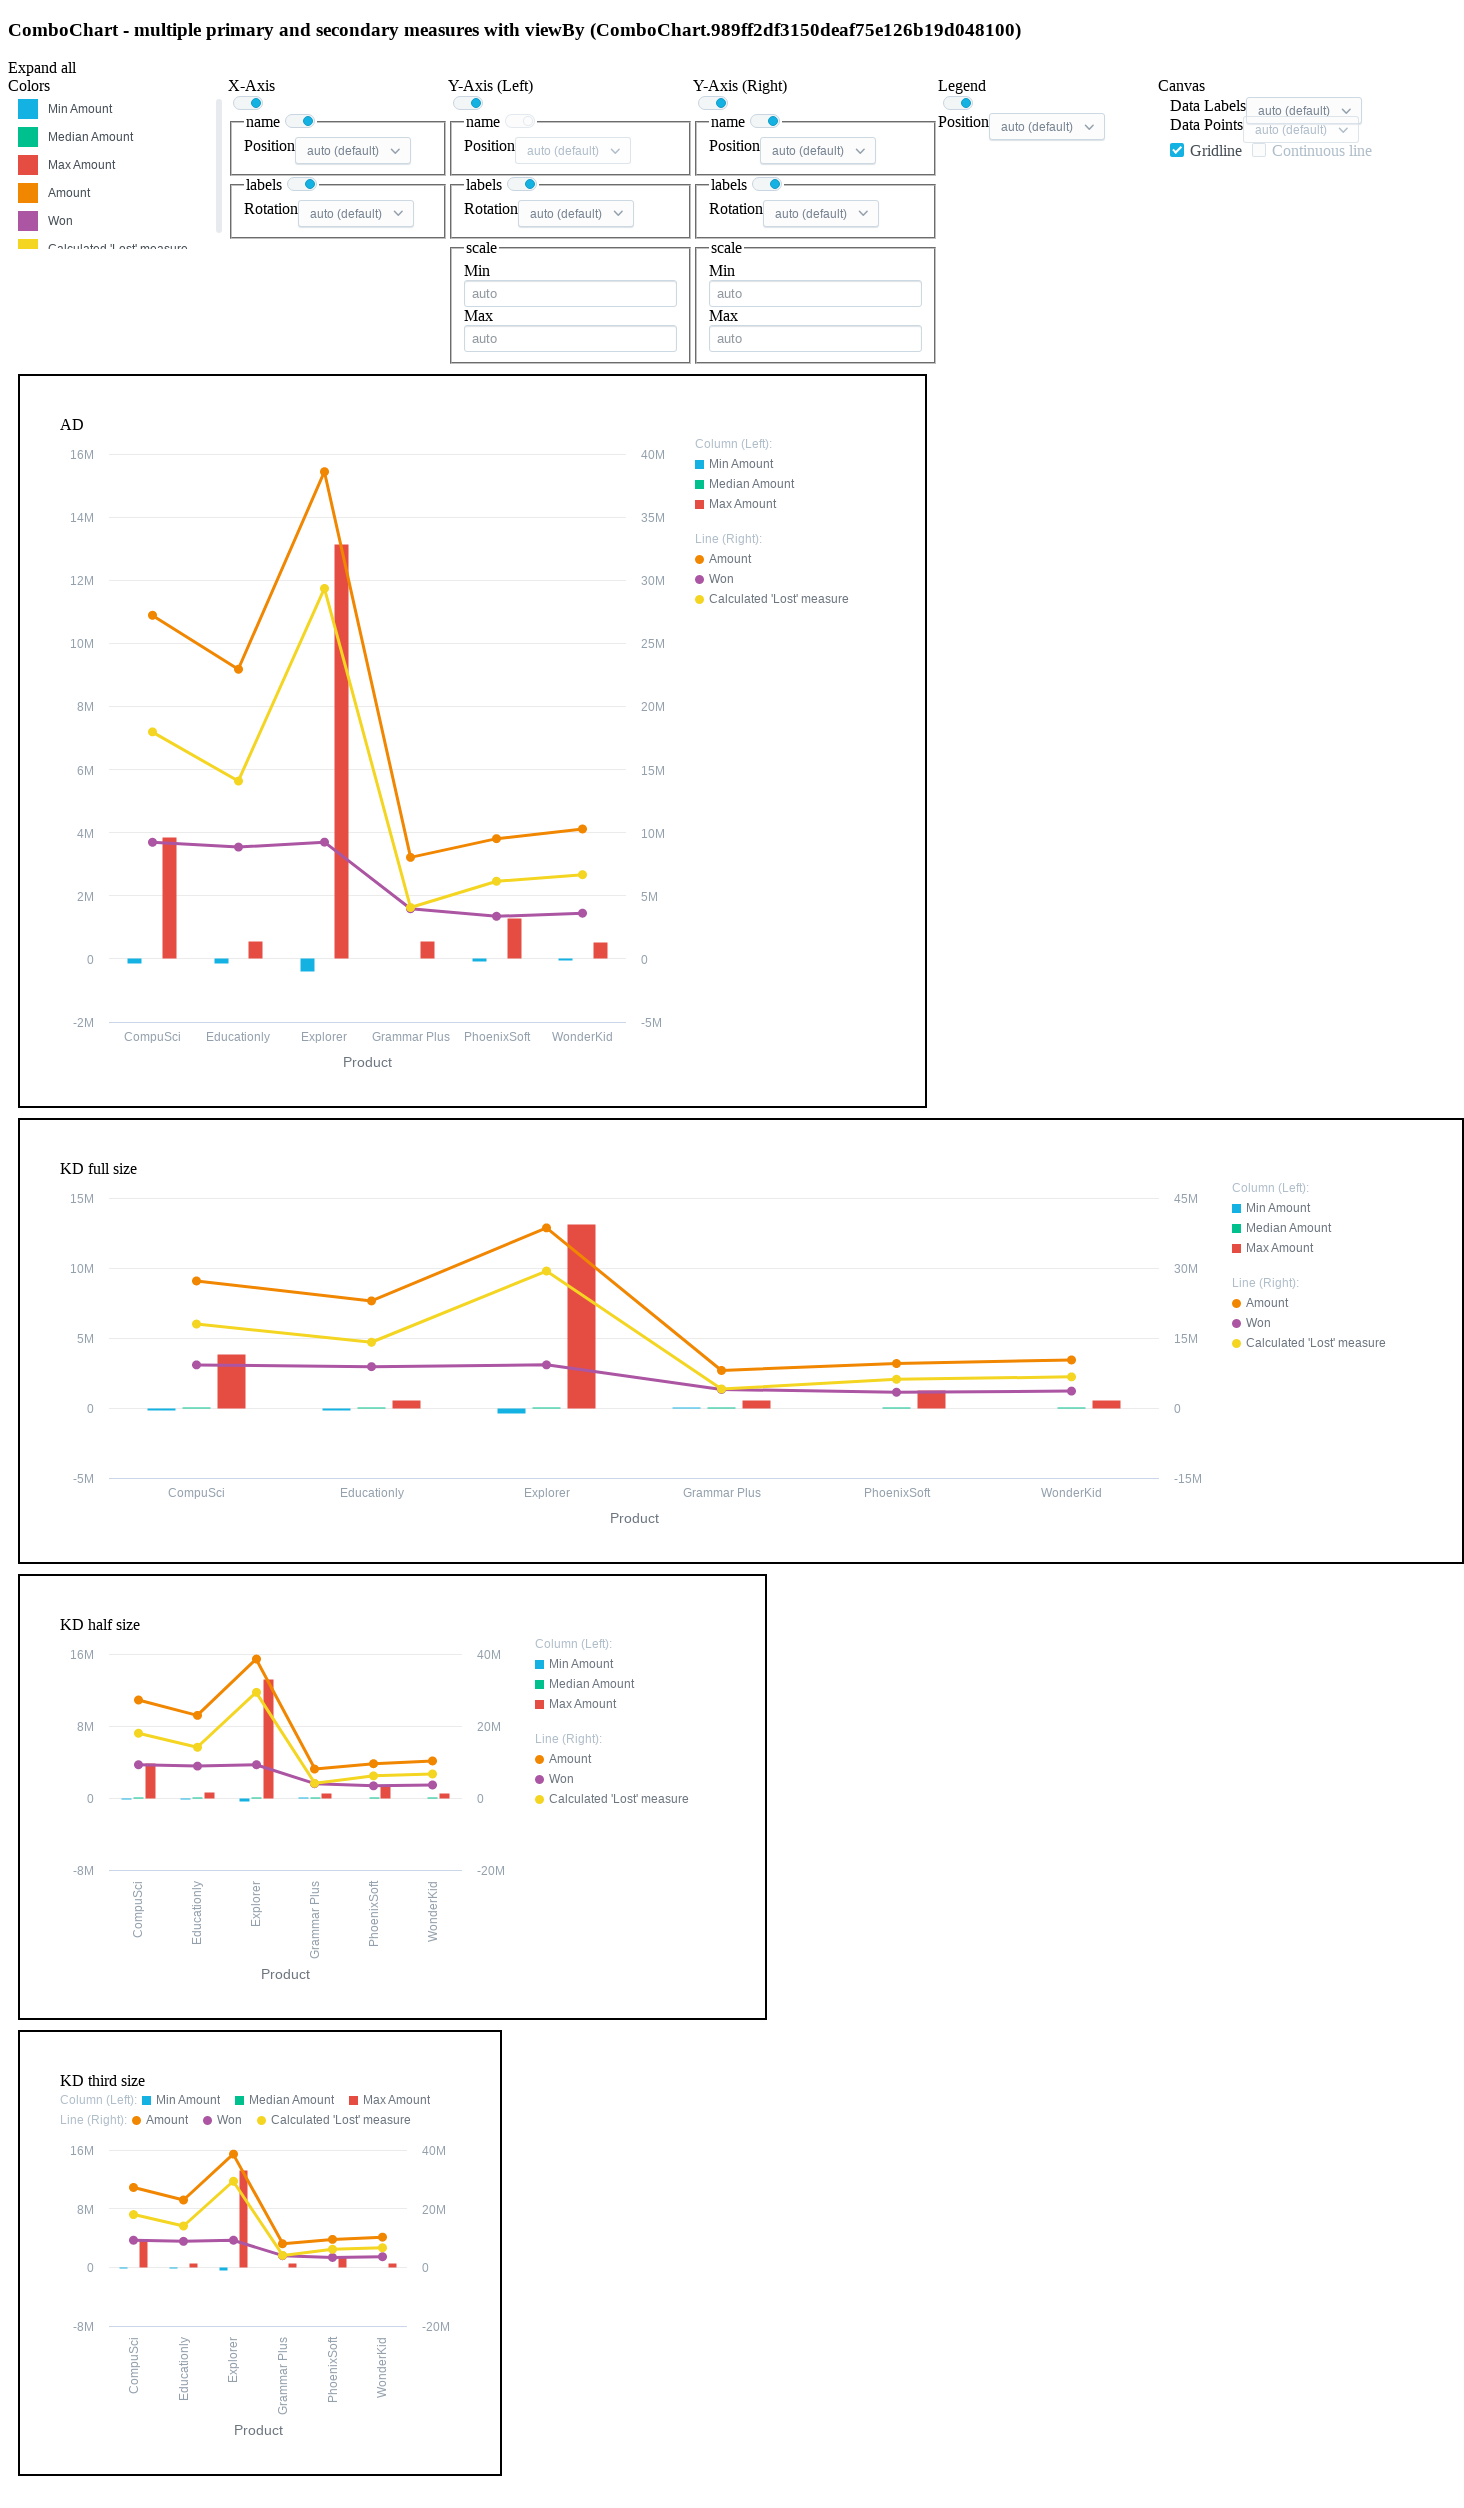 ComboChart - multiple primary and secondary measures with viewBy (ComboChart.989ff2df3150deaf75e126b19d048100)
Expand all
Colors
Min Amount
Median Amount
Max Amount
Amount
Won
Calculated 'Lost' measure
X-Axis
name
Position auto (default)
labels
Rotation auto (default)
Y-Axis (Left)
name
Position auto (default)
labels
Rotation auto (default)
scale
Min
auto
Max
auto
Y-Axis (Right)
name
Position auto (default)
labels
Rotation auto (default)
scale
Min
auto
Max
auto
Legend
Position auto (default)
Canvas
Data Labels auto (default)
Data Points auto (default)
Gridline Continuous line
AD
16M 40M
14M 35M
12M 30M
10M 25M
8M 20M
6M 15M
4M 10M
2M 5M
0 0
-2M -5M
CompuSci Educationly Explorer Grammar Plus PhoenixSoft WonderKid
Product
Column (Left):
Min Amount
Median Amount
Max Amount
Line (Right):
Amount
Won
Calculated 'Lost' measure
KD full size
15M 45M
10M 30M
5M 15M
0 0
-5M -15M
CompuSci Educationly Explorer Grammar Plus PhoenixSoft WonderKid
Product
Column (Left):
Min Amount
Median Amount
Max Amount
Line (Right):
Amount
Won
Calculated 'Lost' measure
KD half size
16M 40M
8M 20M
0 0
-8M -20M
CompuSci
Educationly
Explorer
Grammar Plus
PhoenixSoft
WonderKid
Product
Column (Left):
Min Amount
Median Amount
Max Amount
Line (Right):
Amount
Won
Calculated 'Lost' measure
KD third size
Column (Left): Min Amount Median Amount Max Amount
Line (Right): Amount Won Calculated 'Lost' measure
16M 40M
8M 20M
0 0
-8M -20M
CompuSci
Educationly
Explorer
Grammar Plus
PhoenixSoft
WonderKid
Product